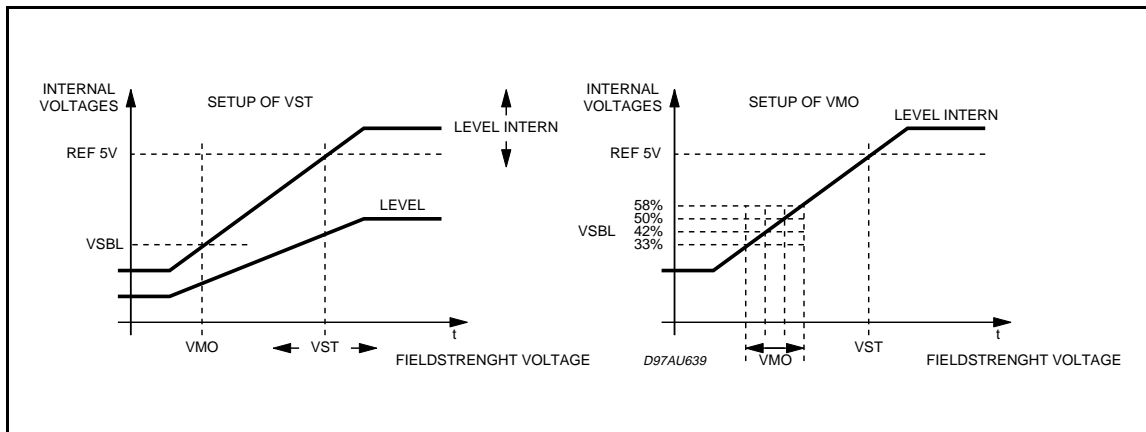 INTERNAL
VOLTAGES
SETUP OF VST
LEVEL INTERN
REF 5V
LEVEL
VSBL
t
VMO
VST
FIELDSTRENGHT VOLTAGE
INTERNAL
VOLTAGES
SETUP OF VMO
LEVEL INTERN
REF 5V
58%
50%
VSBL
42%
33%
t
D97AU639
VMO
VST
FIELDSTRENGHT VOLTAGE